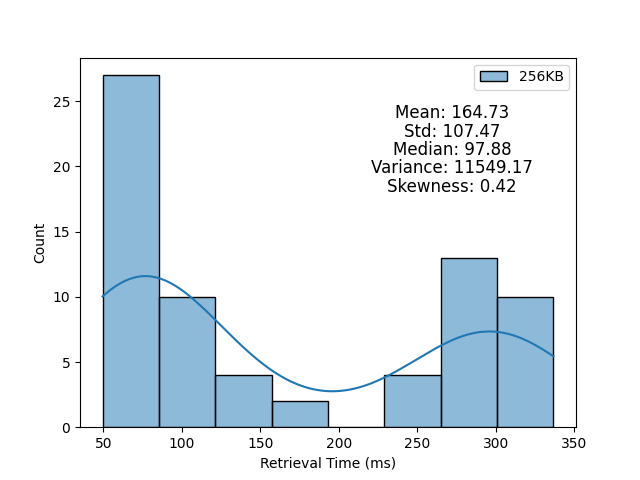 256KB
Mean: 164.73
Std: 107.47
Median: 97.88
Variance: 11549.17
Skewness: 0.42
Count
25
20
15
10
5
0
50 100 150 200 250 300 350
Retrieval Time (ms)